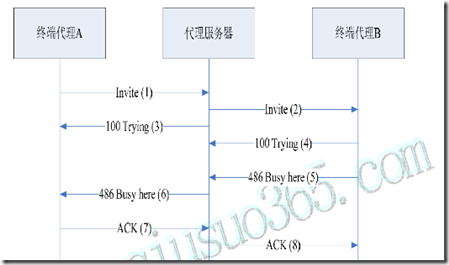 终端代理A
代理服务器
终端代理B
Invite (1)
Invite (2)
100 Trying (3)
100 Trying (4)
486 Busy here (5)
486 Busy here (6)
ACK (7)
ACK (8)
qiusuo365.com